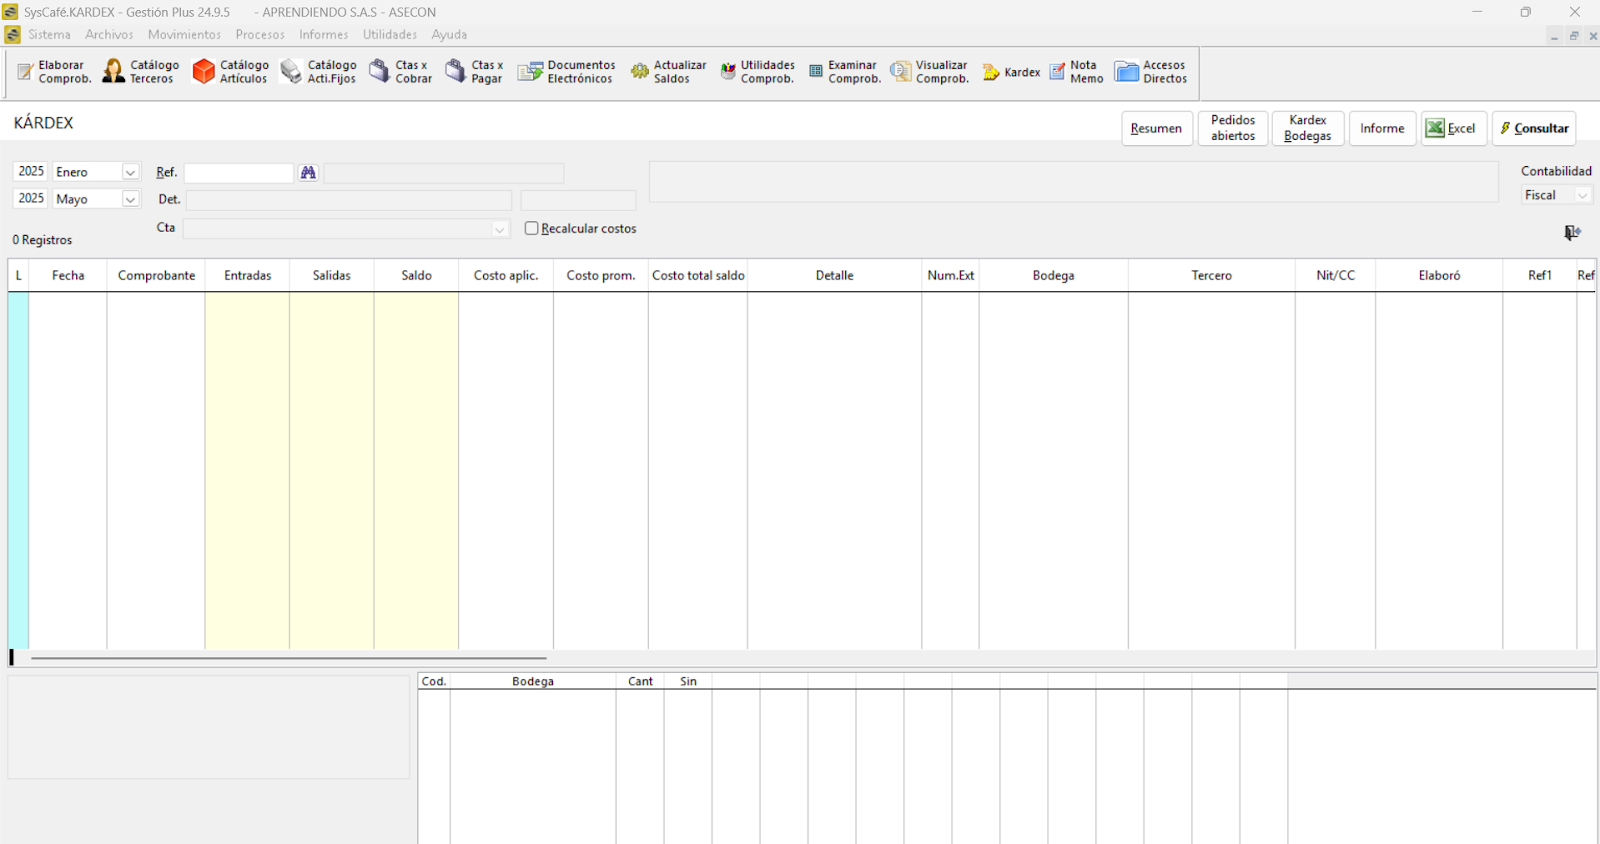 SysCafé.KARDEX - Gestión Plus 24.9.5 - APRENDIENDO S.A.S - ASECON
Sistema Archivos Movimientos Procesos Informes Utilidades Ayuda
Elaborar Comprob.
Catálogo Terceros
Catálogo Artículos
Catálogo Acti.Fijos
Ctas x Cobrar
Ctas x Pagar
Documentos Electrónicos
Actualizar Saldos
Utilidades Comprob.
Examinar Comprob.
Visualizar Comprob.
Kardex
Nota Memo
Accesos Directos
KÁRDEX
Resumen
Pedidos abiertos
Kardex Bodegas
Informe
Excel
Consultar
2025 Enero Ref.
Contabilidad
2025 Mayo Det.
Fiscal
Cta Recalcular costos
0 Registros
L Fecha Comprobante Entradas Salidas Saldo Costo aplic. Costo prom. Costo total saldo Detalle Num.Ext Bodega Tercero Nit/CC Elaboró Ref1 Ref
Cod. Bodega Cant Sin